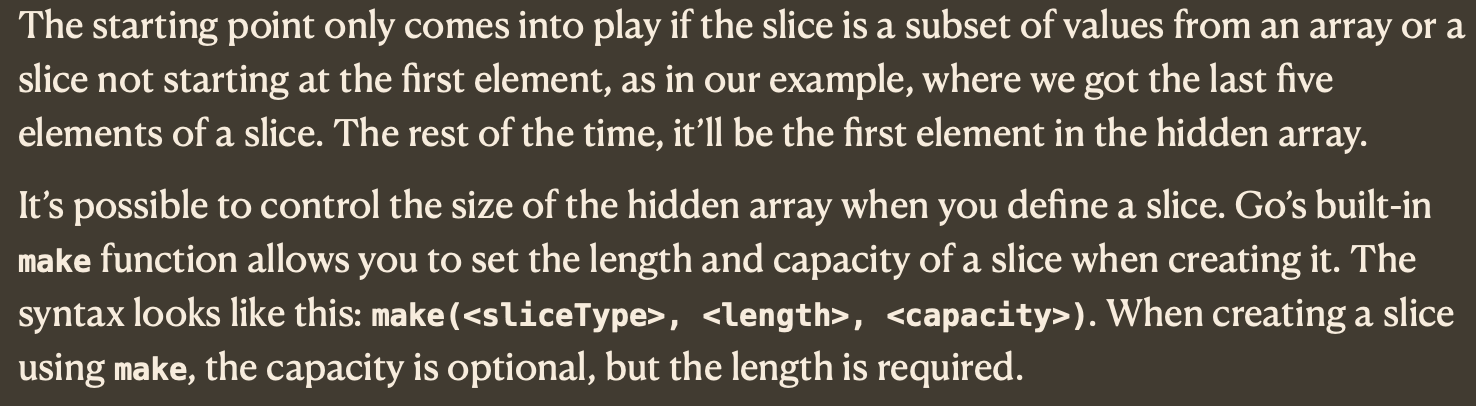 The starting point only comes into play if the slice is a subset of values from an array or a
slice not starting at the first element, as in our example, where we got the last five
elements of a slice. The rest of the time, it’ll be the first element in the hidden array.
It’s possible to control the size of the hidden array when you define a slice. Go’s built-in
make function allows you to set the length and capacity of a slice when creating it. The
syntax looks like this: make(<sliceType>, <length>, <capacity>). When creating a slice
using make, the capacity is optional, but the length is required.